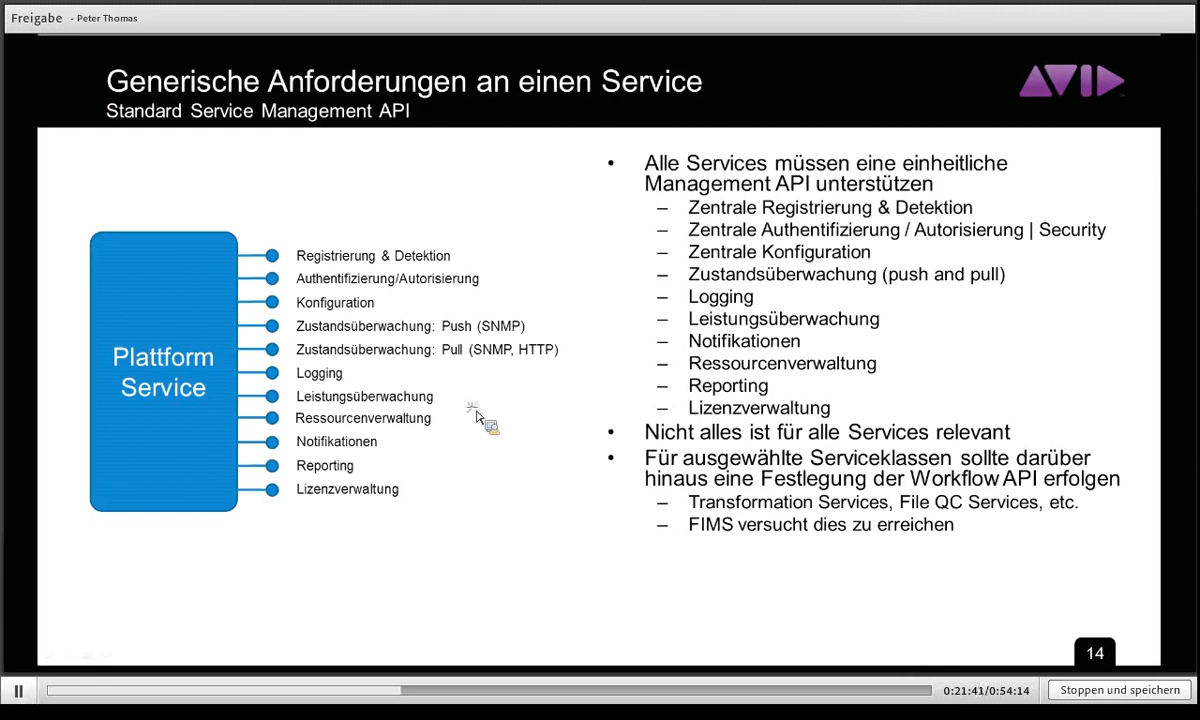 Freigabe - Peter Thomas
Generische Anforderungen an einen Service
Standard Service Management API
AVID
Plattform
Service
Registrierung & Detektion
Authentifizierung/Autorisierung
Konfiguration
Zustandsüberwachung: Push (SNMP)
Zustandsüberwachung: Pull (SNMP, HTTP)
Logging
Leistungsüberwachung
Ressourcenverwaltung
Notifikationen
Reporting
Lizenzverwaltung
• Alle Services müssen eine einheitliche
Management API unterstützen
– Zentrale Registrierung & Detektion
– Zentrale Authentifizierung / Autorisierung | Security
– Zentrale Konfiguration
– Zustandsüberwachung (push and pull)
– Logging
– Leistungsüberwachung
– Notifikationen
– Ressourcenverwaltung
– Reporting
– Lizenzverwaltung
• Nicht alles ist für alle Services relevant
• Für ausgewählte Serviceklassen sollte darüber
hinaus eine Festlegung der Workflow API erfolgen
– Transformation Services, File QC Services, etc.
– FIMS versucht dies zu erreichen
14
0:21:41/0:54:14
Stoppen und speichern